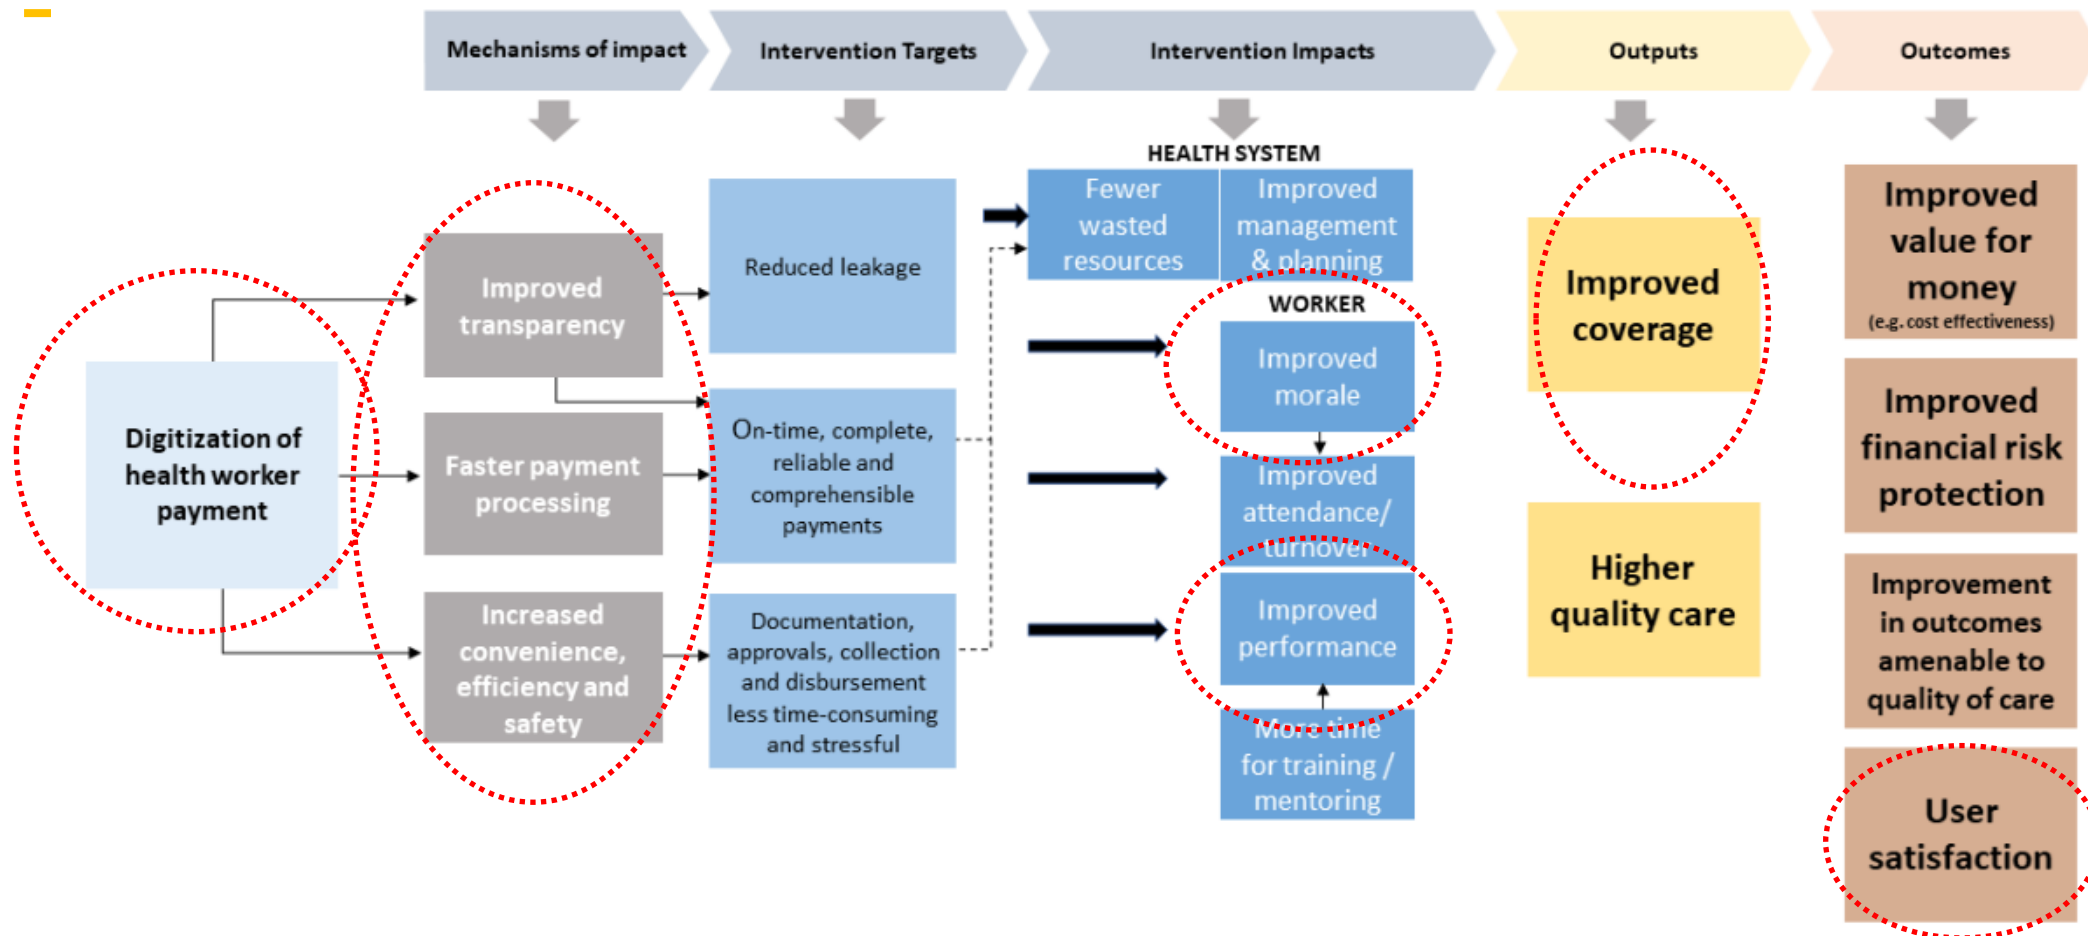 Mechanisms of impact
Intervention Targets
Intervention Impacts
Outputs
Outcomes
Digitization of
health worker
payment
Improved
transparency
Faster payment
processing
Increased
convenience,
efficiency and
safety
Reduced leakage
On-time, complete,
reliable and
comprehensible
payments
Documentation,
approvals, collection
and disbursement
less time-consuming
and stressful
HEALTH SYSTEM
Fewer
wasted
resources
Improved
management
& planning
WORKER
Improved
morale
Improved
attendance/
turnover
Improved
performance
More time
for training /
mentoring
Improved
coverage
Higher
quality care
Improved
value for
money
(e.g. cost effectiveness)
Improved
financial risk
protection
Improvement
in outcomes
amenable to
quality of care
User
satisfaction